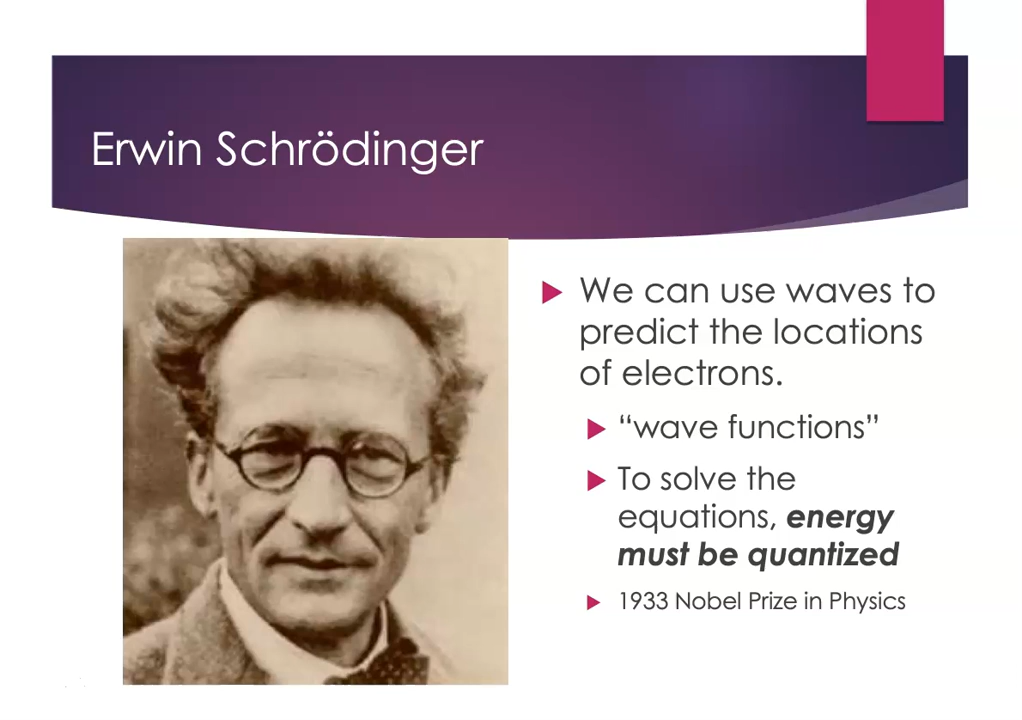 Erwin Schrödinger
We can use waves to
predict the locations
of electrons.
“wave functions”
To solve the
equations, energy
must be quantized
1933 Nobel Prize in Physics